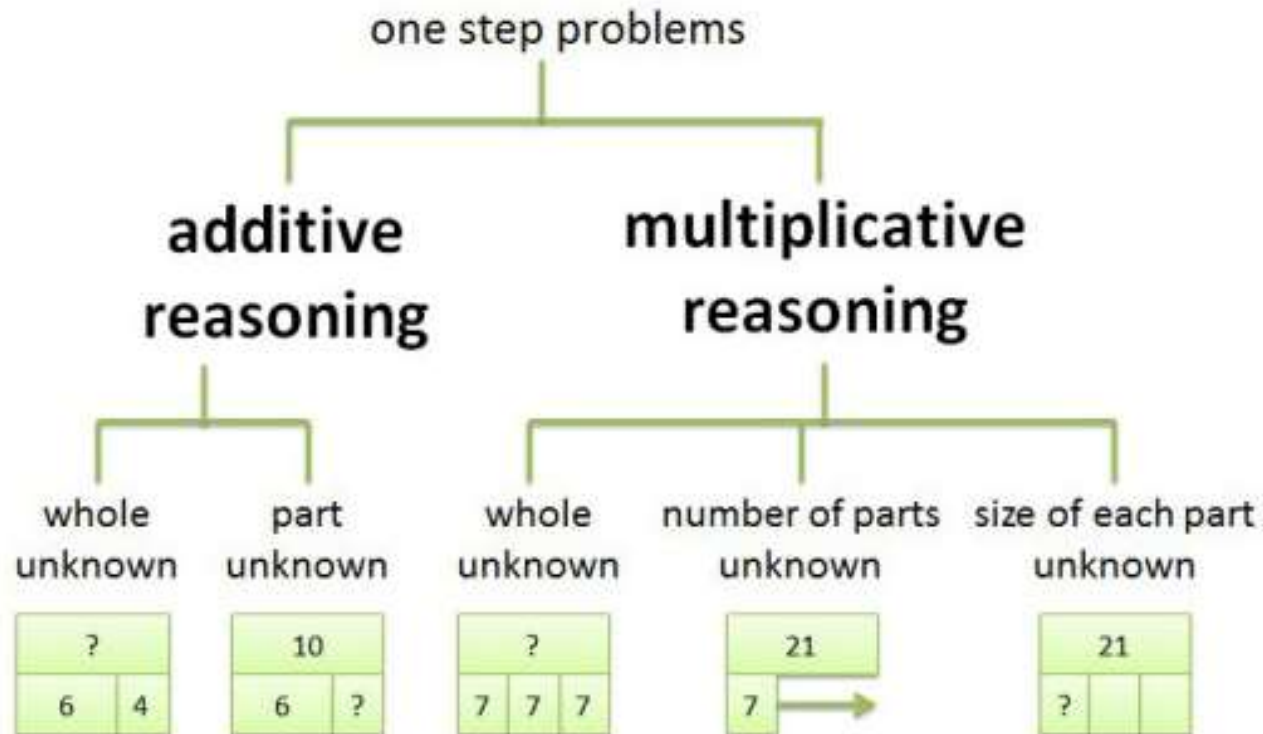 one step problems
additive
reasoning
multiplicative
reasoning
whole
unknown
part
unknown
whole
unknown
number of parts
unknown
size of each part
unknown
?
6 4
10
6 ?
?
7 7 7
21
7
21
?